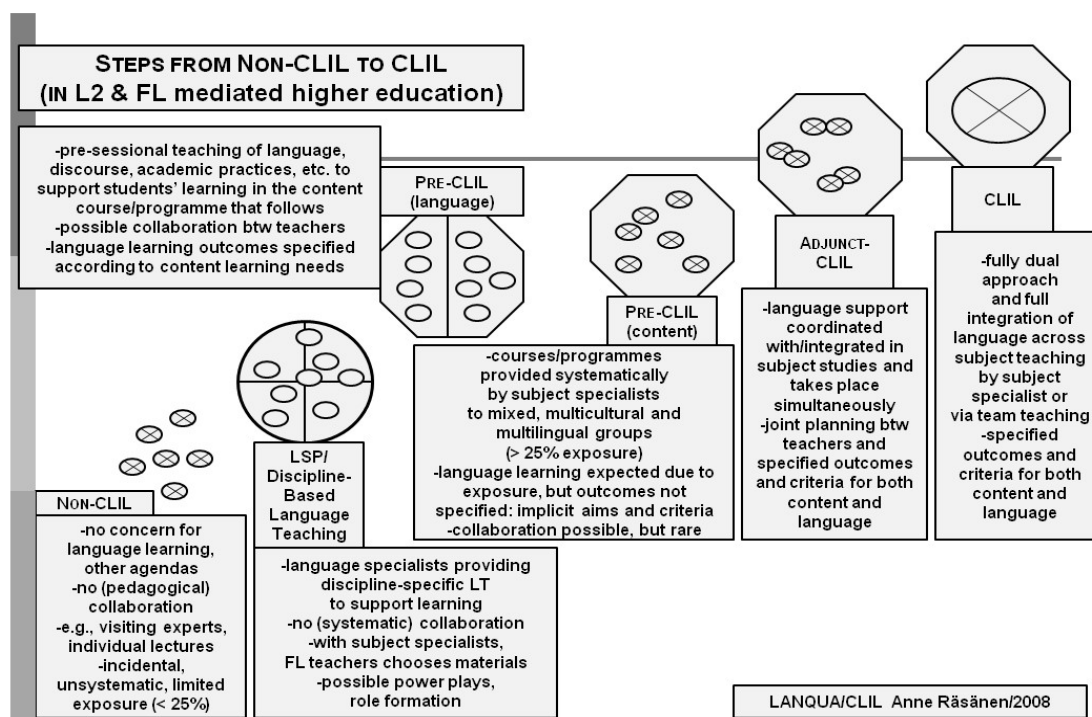 STEPS FROM NON-CLIL TO CLIL
(IN L2 & FL mediated higher education)
-pre-sessional teaching of language,
discourse, academic practices, etc. to
support students' learning in the content
course/programme that follows
-possible collaboration btw teachers
-language learning outcomes specified
according to content learning needs
PRE-CLIL
(language)
NON-CLIL
-no concern for
language learning,
other agendas
-no (pedagogical)
collaboration
-e.g., visiting experts,
individual lectures
-incidental,
unsystematic, limited
exposure (< 25%)
LSP/
Discipline-
Based
Language
Teaching
-language specialists providing
discipline-specific LT
to support learning
-no (systematic) collaboration
-with subject specialists,
FL teachers chooses materials
-possible power plays,
role formation
PRE-CLIL
(content)
-courses/programmes
provided systematically
by subject specialists
to mixed, multicultural and
multilingual groups
(> 25% exposure)
-language learning expected due to
exposure, but outcomes not
specified: implicit aims and criteria
-collaboration possible, but rare
ADJUNCT-
CLIL
-language support
coordinated
with/integrated in
subject studies and
takes place
simultaneously
-joint planning btw
teachers and
specified outcomes
and criteria for both
content and
language
CLIL
-fully dual
approach
and full
integration of
language across
subject teaching
by subject
specialist or
via team teaching
-specified
outcomes and
criteria for both
content and
language
LANQUA/CLIL Anne Räsänen/2008